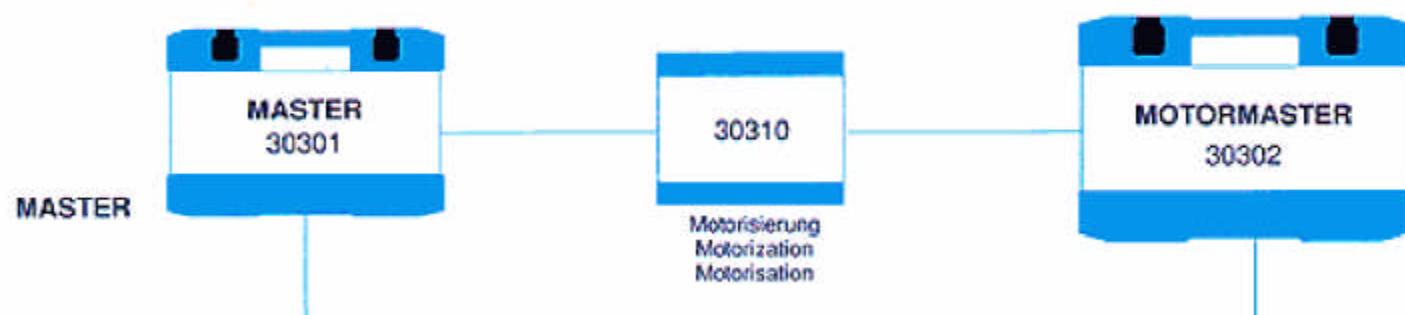 MASTER
30301
MASTER
30310
Motorisierung
Motorization
Motorisation
MOTORMASTER
30302